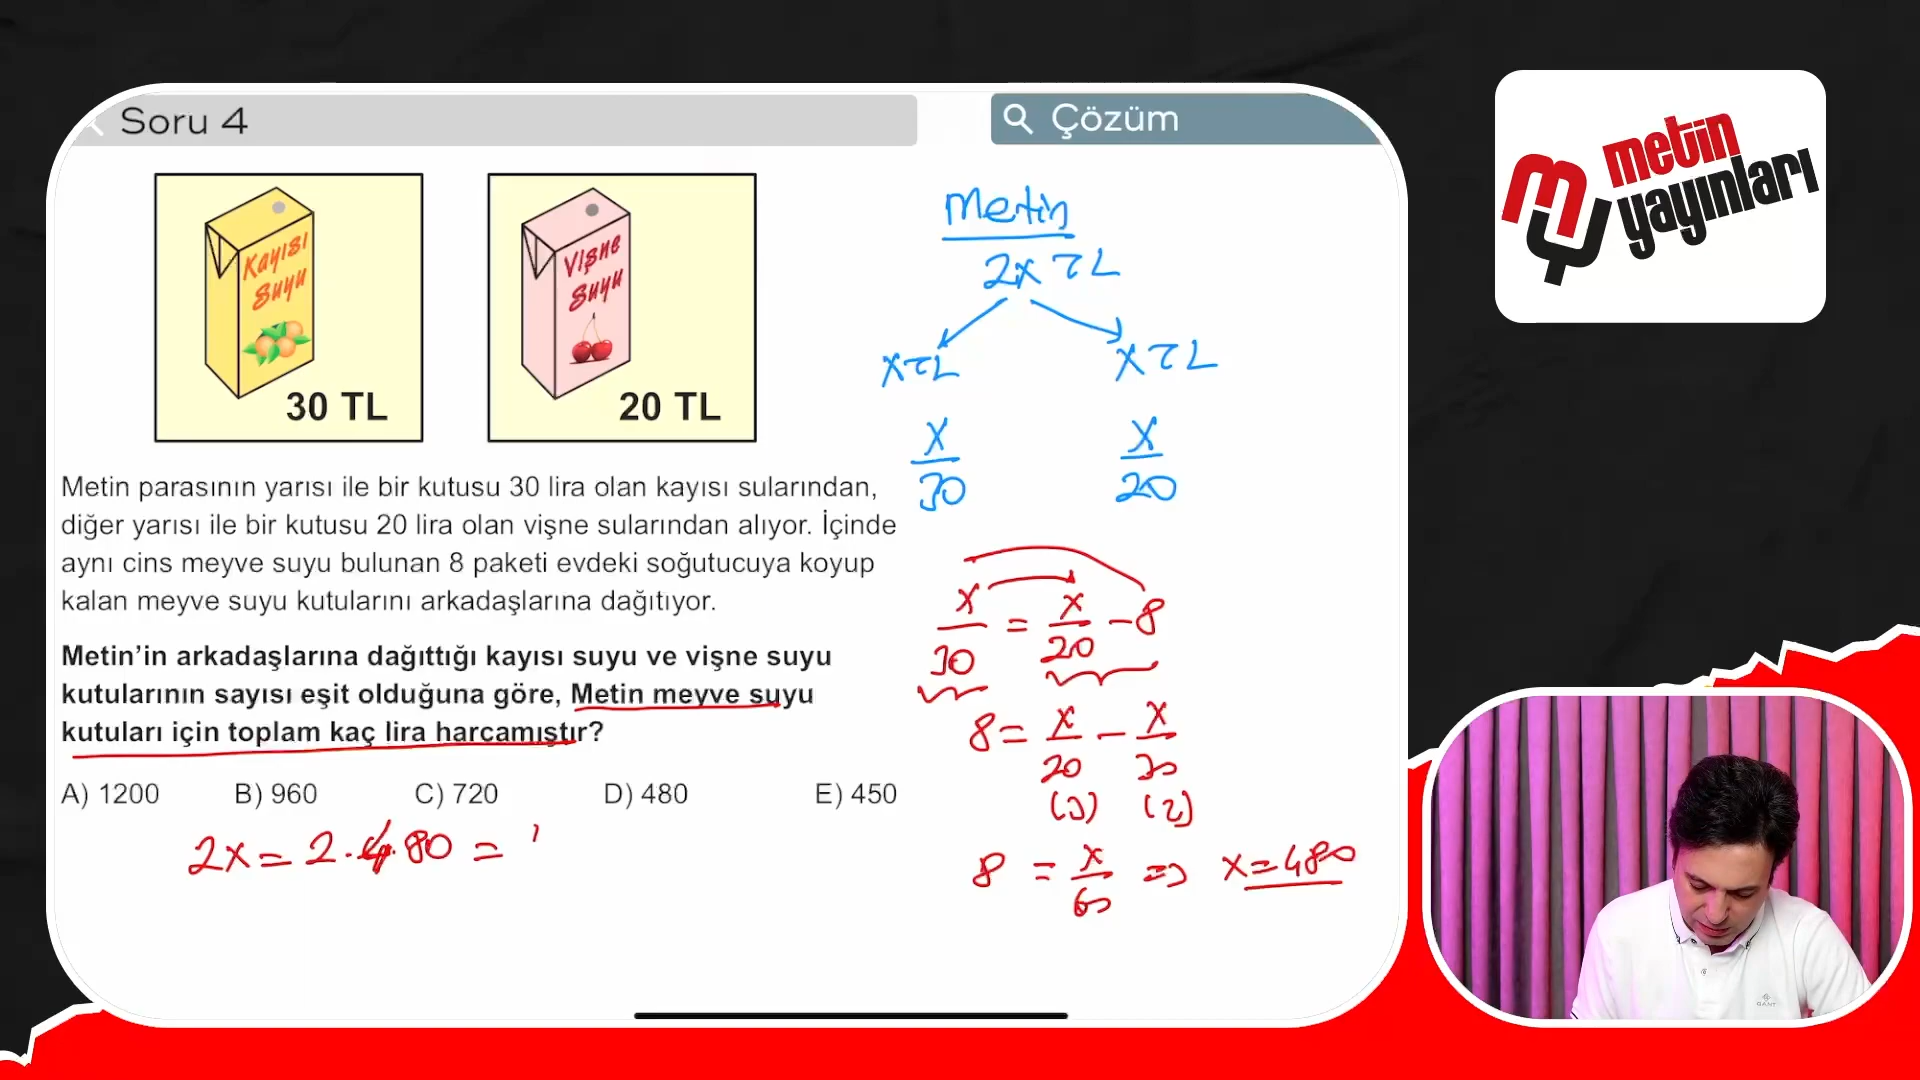 Soru 4
Çözüm
metin
yayınları
Kayısı
Suyu
30 TL
Vişne
Suyu
20 TL
Metin parasının yarısı ile bir kutusu 30 lira olan kayısı sularından,
diğer yarısı ile bir kutusu 20 lira olan vişne sularından alıyor. İçinde
aynı cins meyve suyu bulunan 8 paketi evdeki soğutucuya koyup
kalan meyve suyu kutularını arkadaşlarına dağıtıyor.
Metin'in arkadaşlarına dağıttığı kayısı suyu ve vişne suyu
kutularının sayısı eşit olduğuna göre, Metin meyve suyu
kutuları için toplam kaç lira harcamıştır?
A) 1200 B) 960 C) 720 D) 480 E) 450
2x = 2 . 480 =
Metin
2x TL
x TL x TL
x/30 x/20
x/30 = x/20 - 8
8 = x/20 - x/30
(3) (2)
8 = x/60 => x = 480
GANT